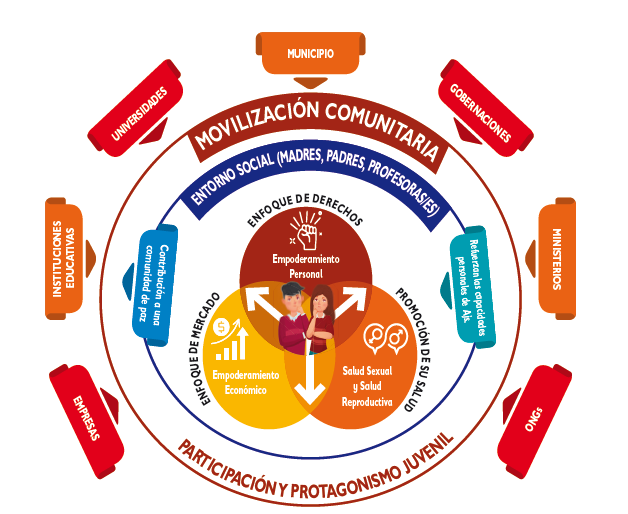 MUNICIPIO
UNIVERSIDADES
GOBERNACIONES
MOVILIZACIÓN COMUNITARIA
ENTORNO SOCIAL (MADRES, PADRES, PROFESORAS/ES)
INSTITUCIONES
EDUCATIVAS
Contribución a una
comunidad de paz
ENFOQUE DE DERECHOS
Empoderamiento
Personal
Refuerzan las capacidades
personales de AJs.
MINISTERIOS
ENFOQUE DE MERCADO
$
Empoderamiento
Económico
PROMOCIÓN DE SU SALUD
Salud Sexual
y Salud
Reproductiva
EMPRESAS
ONGs
PARTICIPACIÓN Y PROTAGONISMO JUVENIL